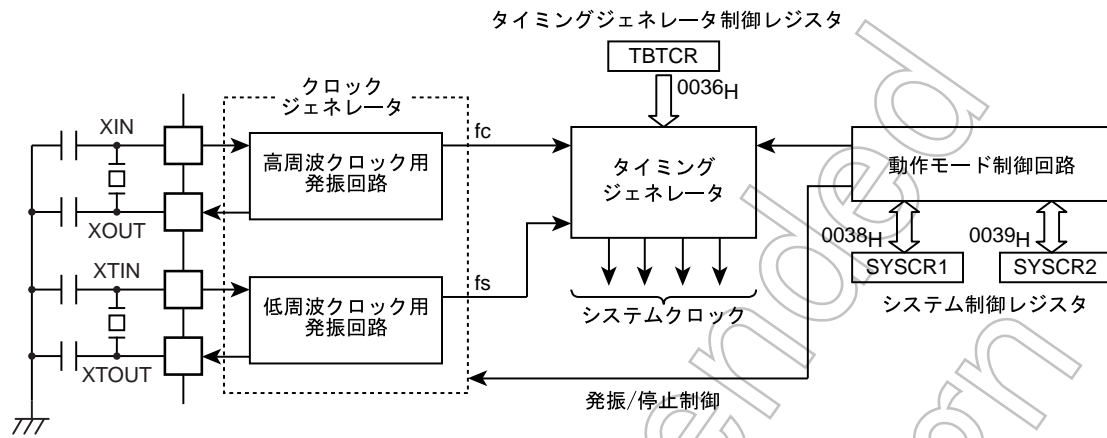 タイミングジェネレータ制御レジスタ
TBTCR
0036H
クロック
ジェネレータ
XIN
fc
高周波クロック用
発振回路
タイミング
ジェネレータ
動作モード制御回路
XOUT
0038H
0039H
XTIN
SYSCR1
SYSCR2
fs
低周波クロック用
発振回路
システムクロック
システム制御レジスタ
XTOUT
発振/停止制御